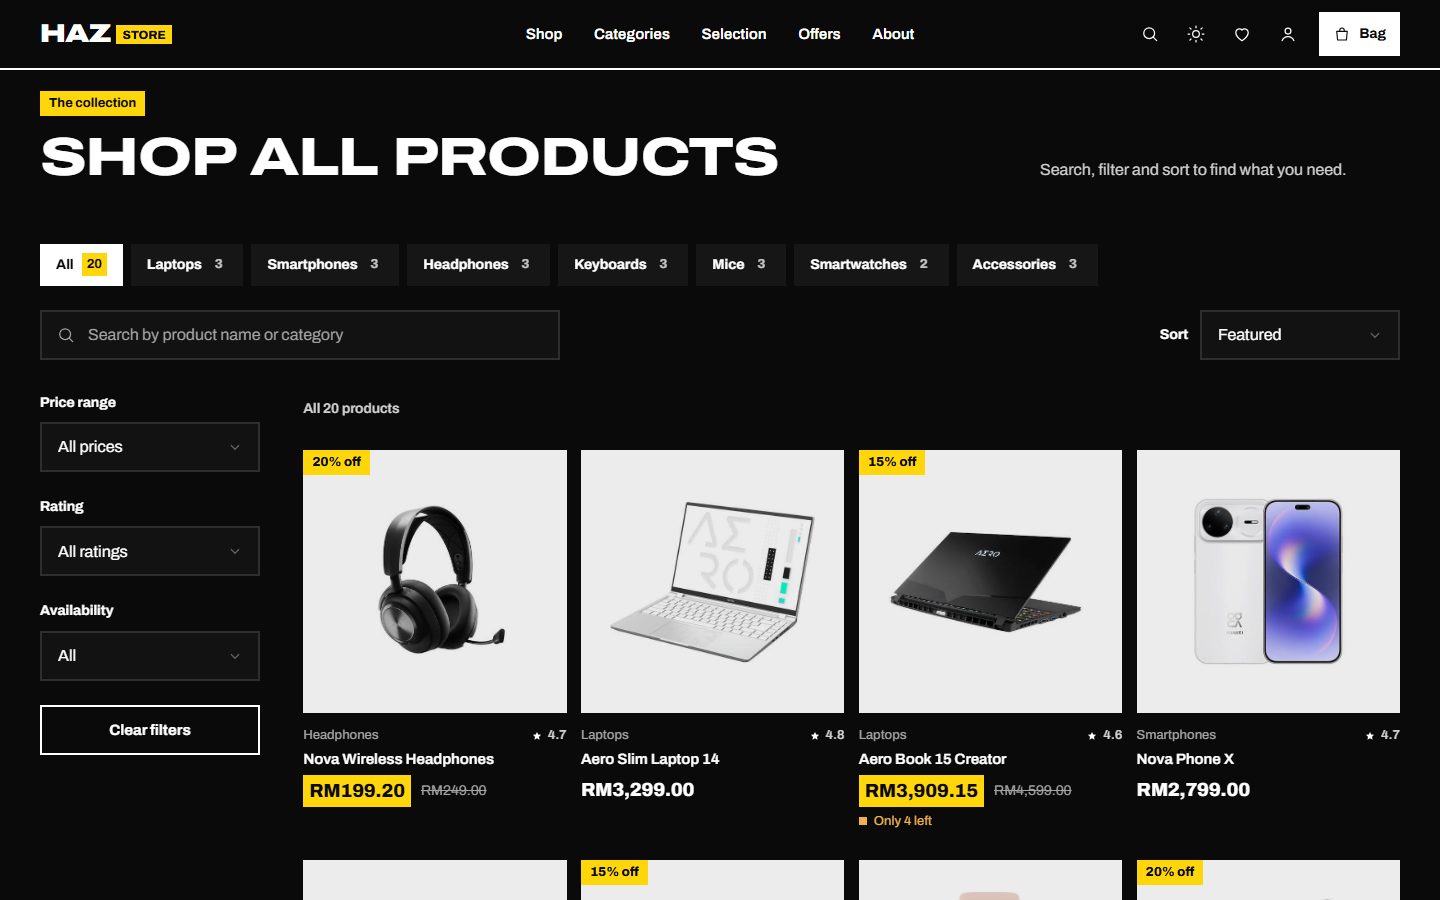 HAZ STORE
Shop Categories Selection Offers About
Bag
The collection
SHOP ALL PRODUCTS
Search, filter and sort to find what you need.
All 20 Laptops 3 Smartphones 3 Headphones 3 Keyboards 3 Mice 3 Smartwatches 2 Accessories 3
Search by product name or category
Sort Featured
Price range
All prices
Rating
All ratings
Availability
All
Clear filters
All 20 products
20% off
15% off
AERO
AERO
Headphones 4.7
Nova Wireless Headphones
RM199.20 RM249.00
Laptops 4.8
Aero Slim Laptop 14
RM3,299.00
Laptops 4.6
Aero Book 15 Creator
RM3,909.15 RM4,599.00
Only 4 left
Smartphones 4.7
Nova Phone X
RM2,799.00
15% off
20% off